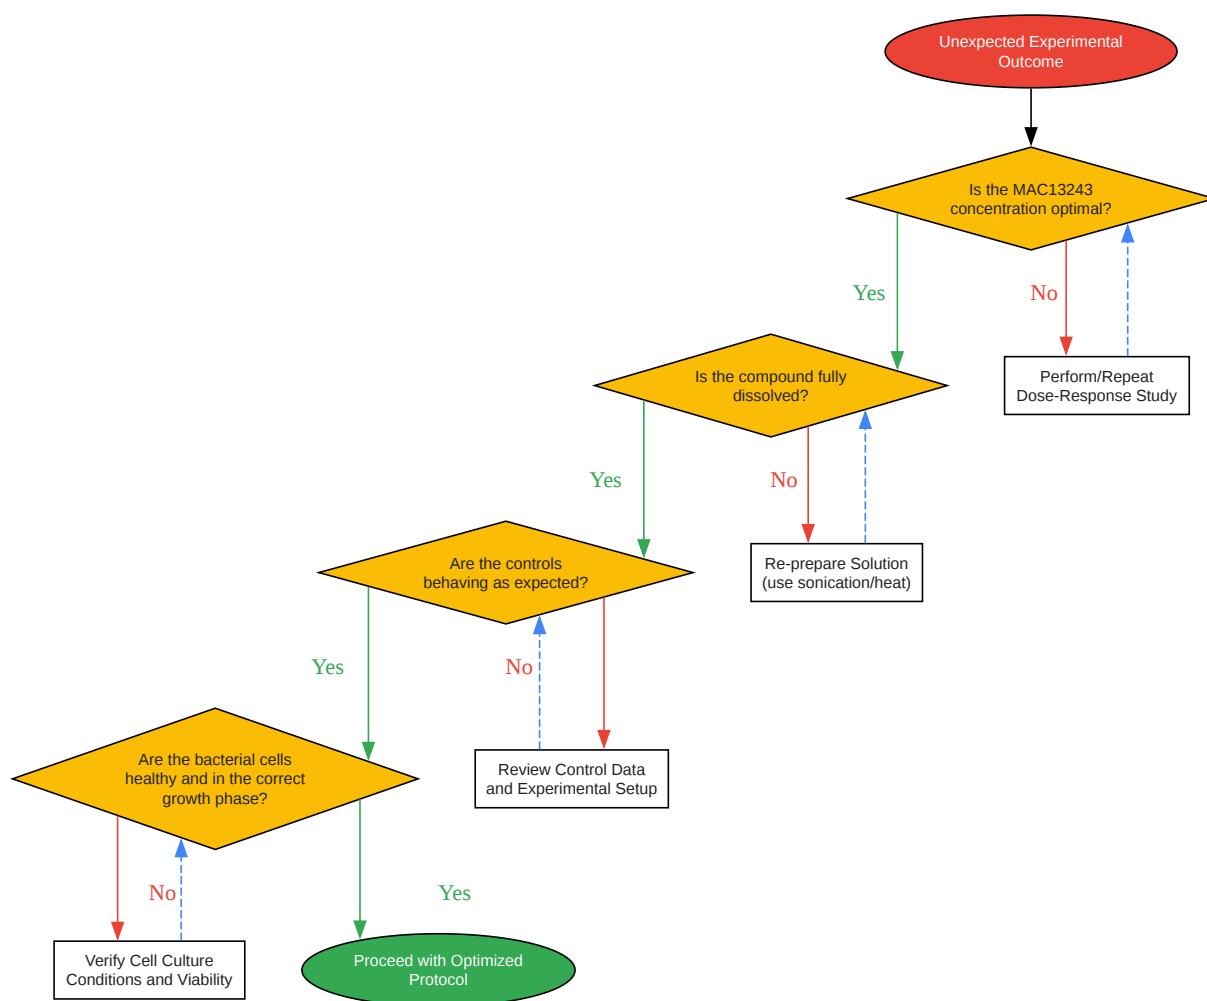 Unexpected Experimental
Outcome
Is the MAC13243
concentration optimal?
Yes
No
Perform/Repeat
Dose-Response Study
Is the compound fully
dissolved?
Yes
No
Re-prepare Solution
(use sonication/heat)
Are the controls
behaving as expected?
Yes
No
Review Control Data
and Experimental Setup
Are the bacterial cells
healthy and in the correct
growth phase?
No
Yes
Verify Cell Culture
Conditions and Viability
Proceed with Optimized
Protocol